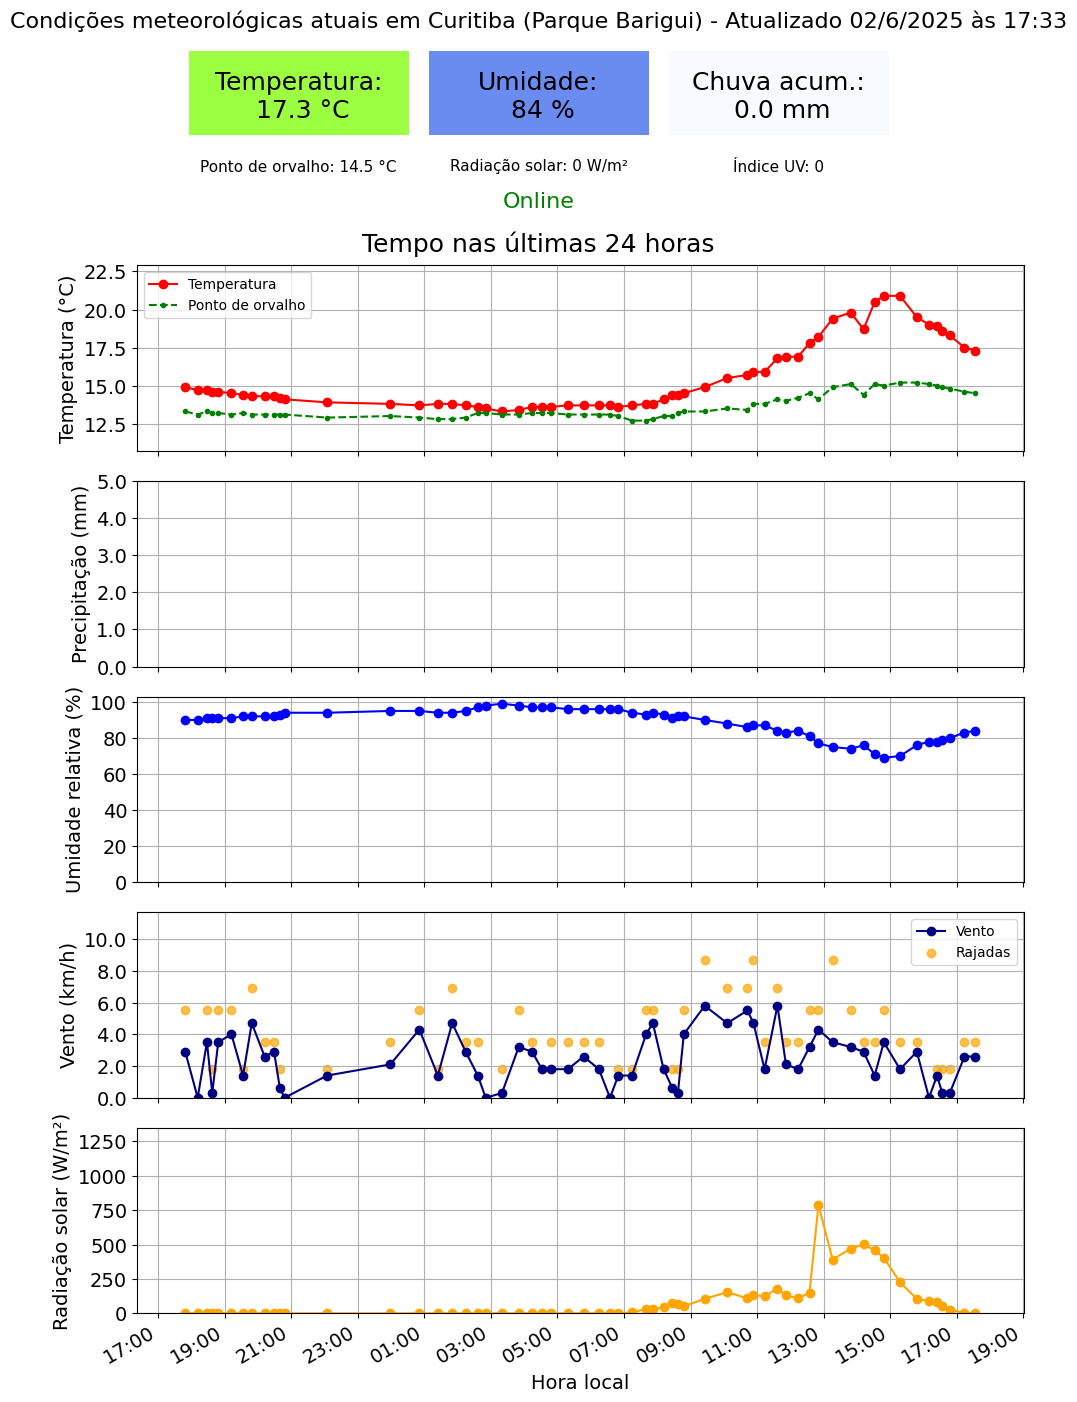 Condições meteorológicas atuais em Curitiba (Parque Barigui) - Atualizado 02/6/2025 às 17:33
Temperatura:
17.3 °C
Umidade:
84 %
Chuva acum.:
0.0 mm
Ponto de orvalho: 14.5 °C
Radiação solar: 0 W/m²
Índice UV: 0
Online
Tempo nas últimas 24 horas
Temperatura (°C)
22.5
20.0
17.5
15.0
12.5
Temperatura
Ponto de orvalho
Precipitação (mm)
5.0
4.0
3.0
2.0
1.0
0.0
Umidade relativa (%)
100
80
60
40
20
0
Vento (km/h)
10.0
8.0
6.0
4.0
2.0
0.0
Vento
Rajadas
Radiação solar (W/m²)
1250
1000
750
500
250
0
17:00
19:00
21:00
23:00
01:00
03:00
05:00
07:00
09:00
11:00
13:00
15:00
17:00
19:00
Hora local